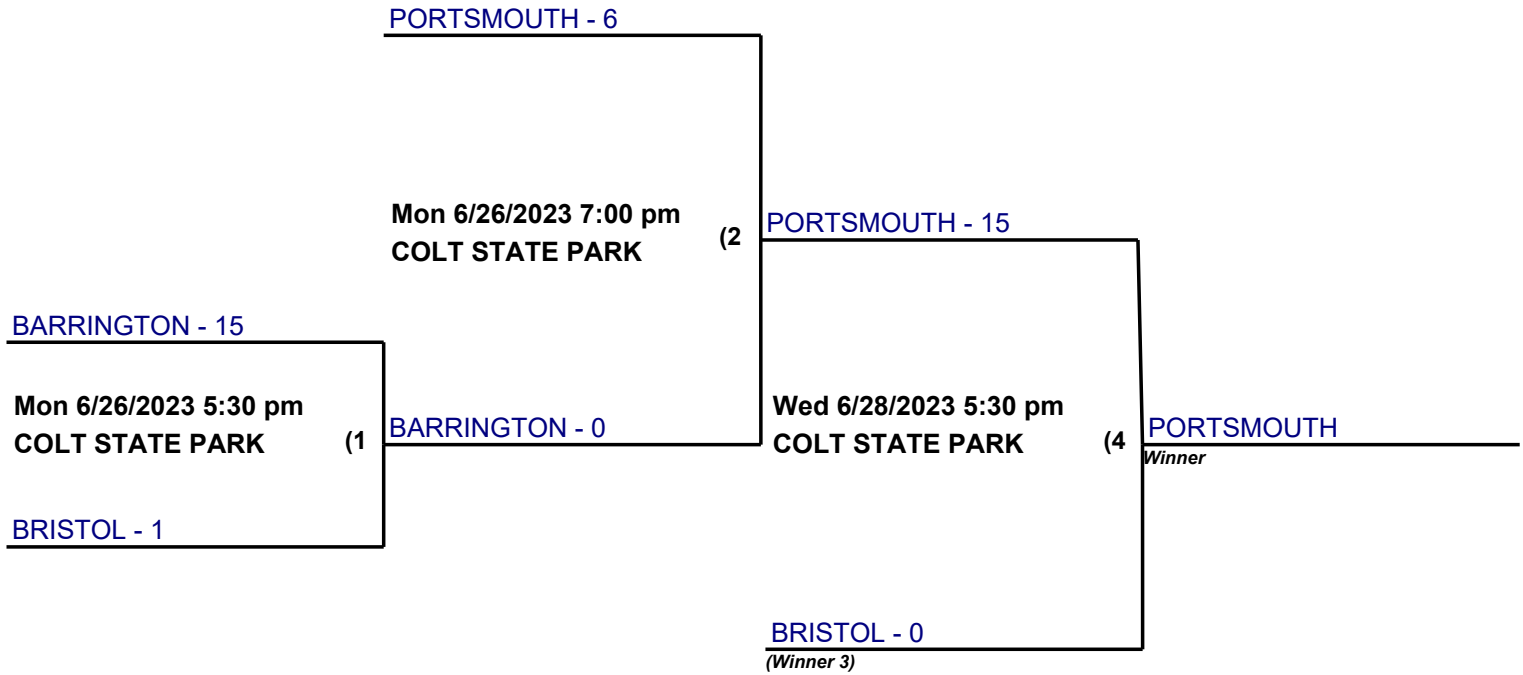 PORTSMOUTH - 6
Mon 6/26/2023 7:00 pm
COLT STATE PARK
(2
PORTSMOUTH - 15
BARRINGTON - 15
Mon 6/26/2023 5:30 pm
COLT STATE PARK
(1
BARRINGTON - 0
Wed 6/28/2023 5:30 pm
COLT STATE PARK
(4
PORTSMOUTH
Winner
BRISTOL - 1
BRISTOL - 0
(Winner 3)